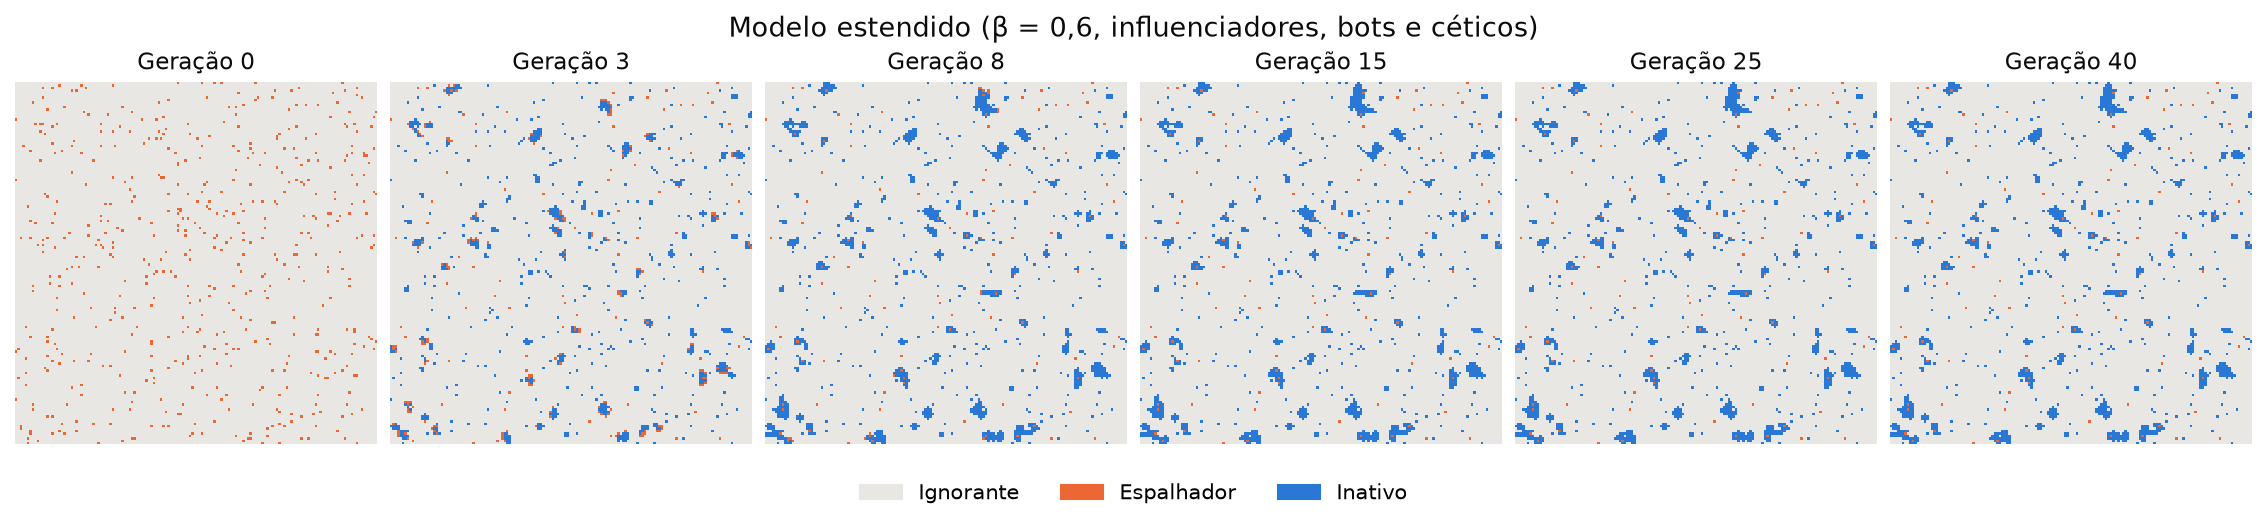 Modelo estendido (β = 0,6, influenciadores, bots e céticos)
Geração 0
Geração 3
Geração 8
Geração 15
Geração 25
Geração 40
Ignorante
Espalhador
Inativo